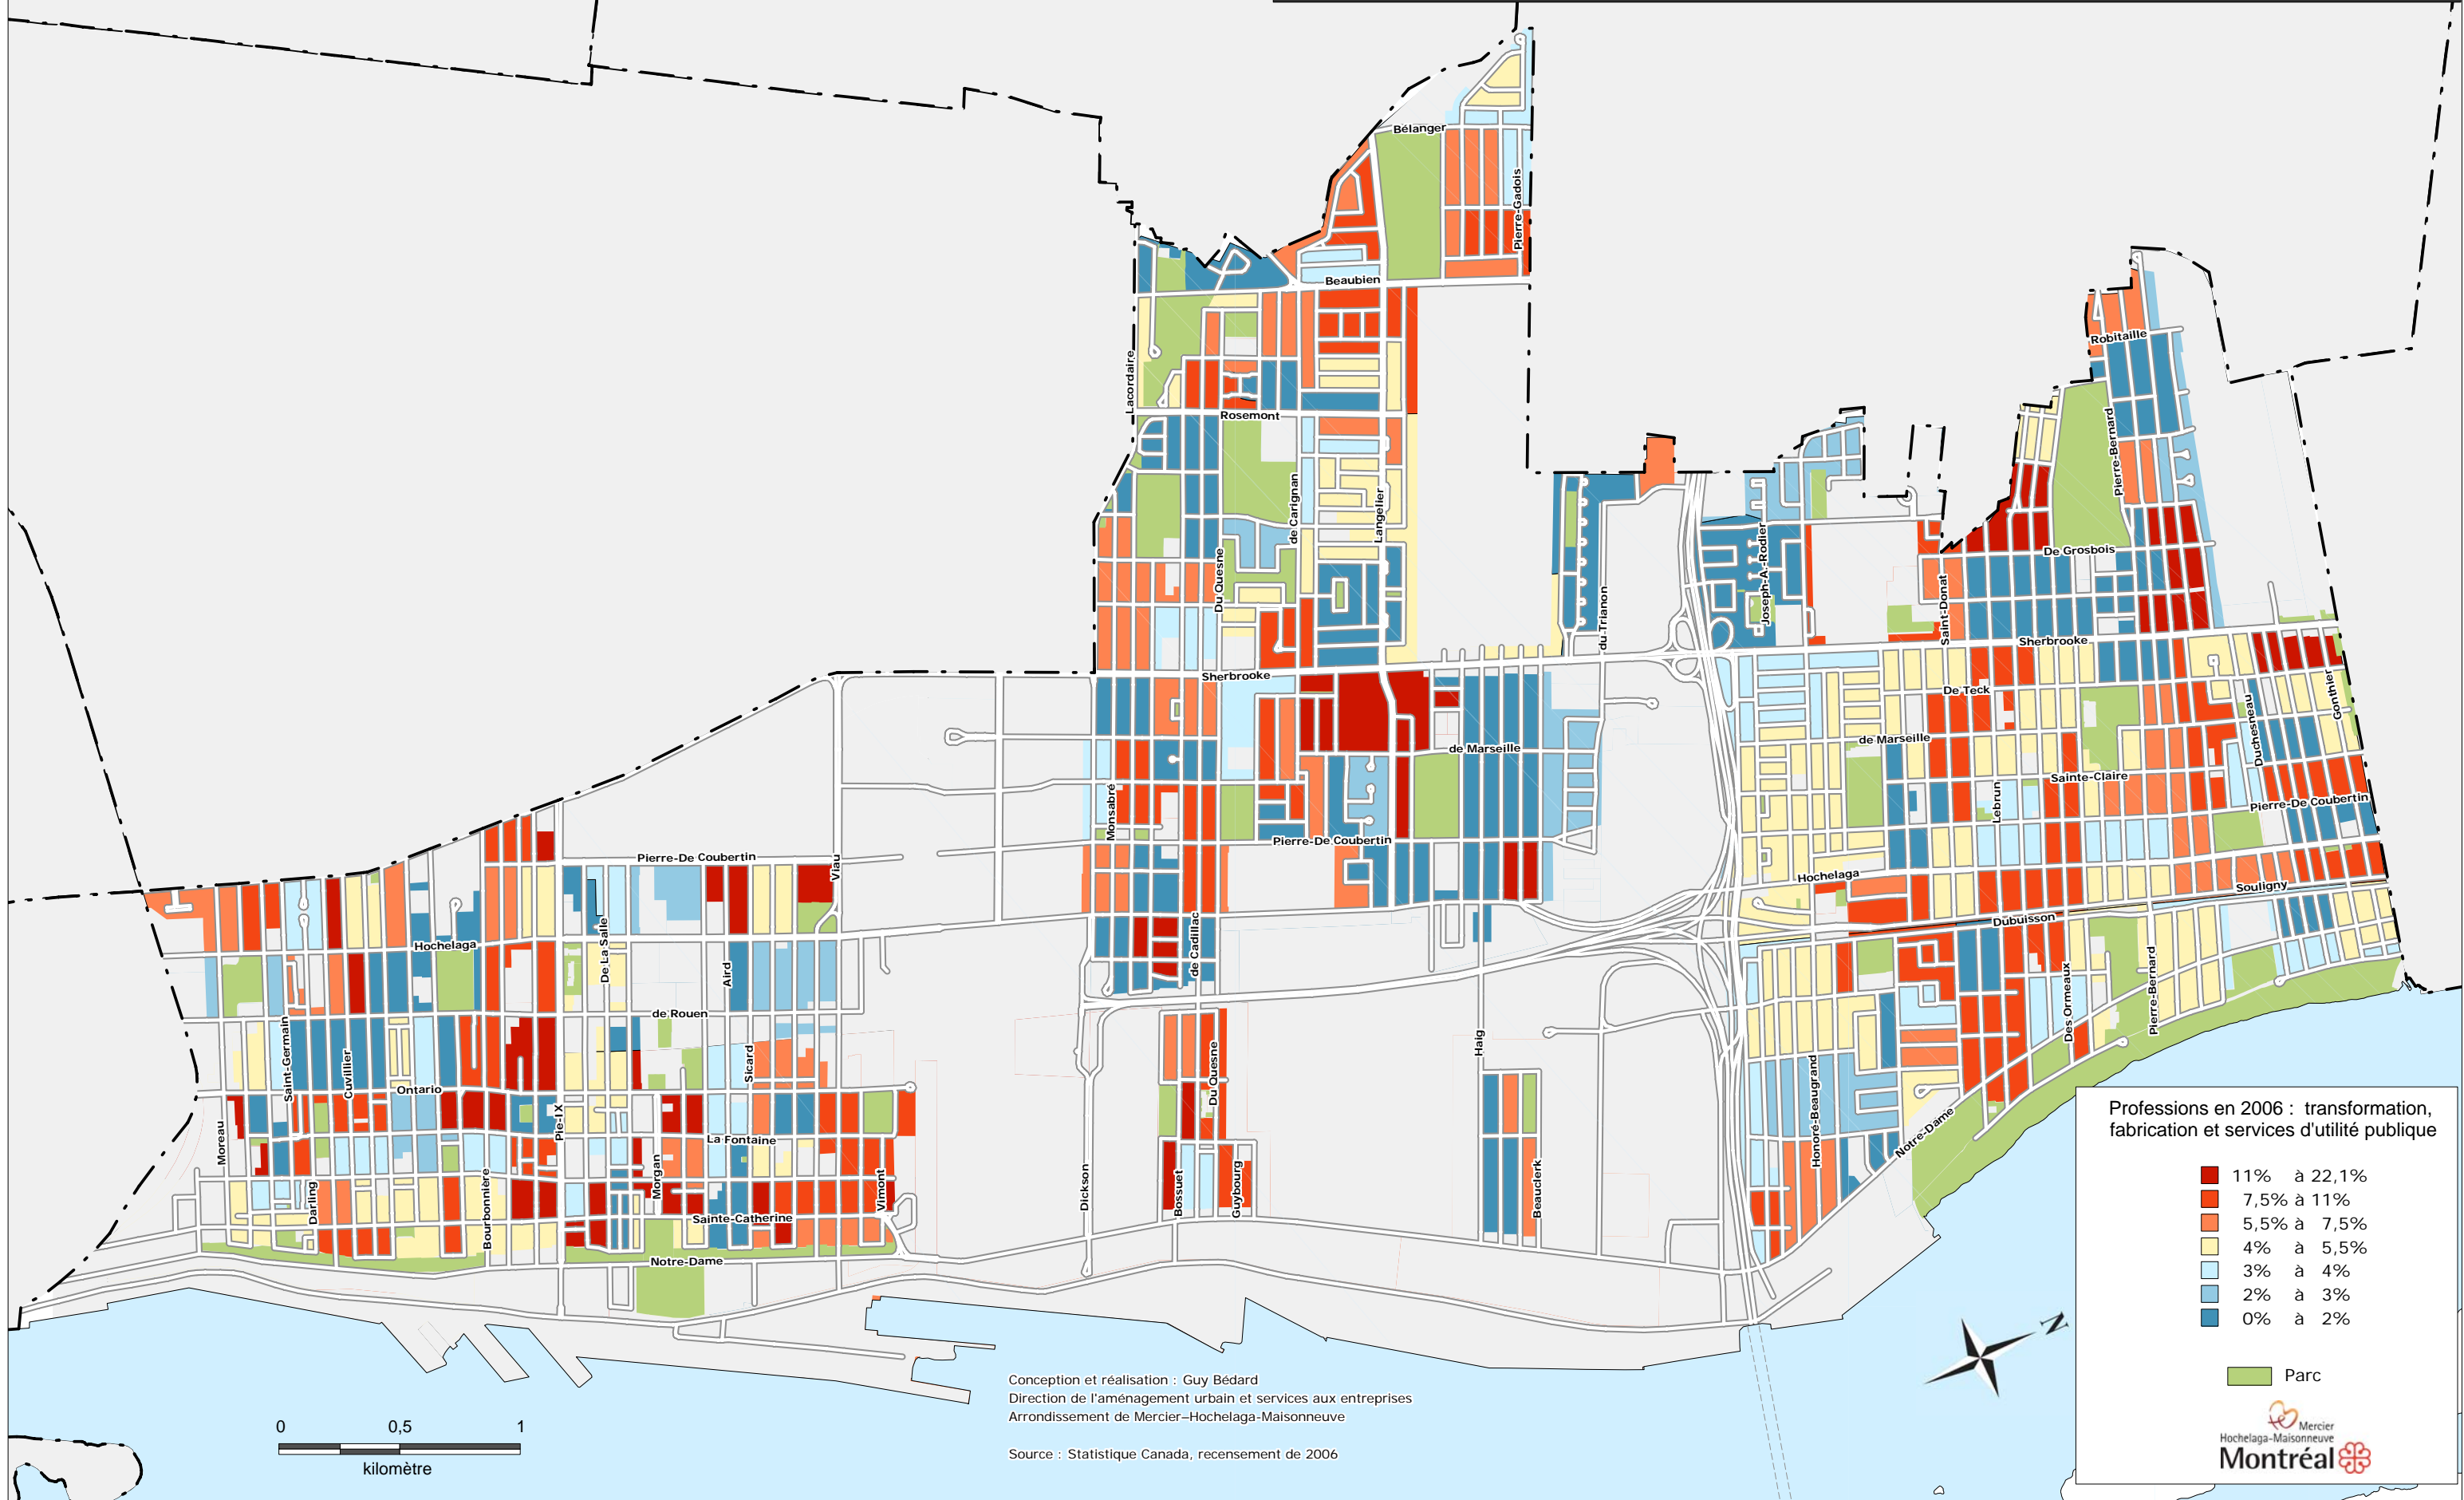 Bélanger
Pierre-Gadois
Beaubien
Lacordaire
Rosemont
de Carignan
Langelier
Du Quesne
Sherbrooke
Robitaille
Pierre-Bernard
De Grosbois
Joseph-A.-Rodier
du Trianon
Saint-Donat
Sherbrooke
De Teck
Gonthier
Duchesneau
de Marseille
de Marseille
Sainte-Claire
Lebrun
Pierre-De Coubertin
Monsabré
Pierre-De Coubertin
Pierre-De Coubertin
Viau
Hochelaga
Souligny
Dubuisson
Hochelaga
De La Salle
Aird
de Cadillac
Des Ormeaux
Pierre-Bernard
de Rouen
Saint-Germain
Cuvillier
Sicard
Haig
Du Quesne
Honoré-Beaugrand
Ontario
Pie-IX
Moreau
La Fontaine
Notre-Dame
Morgan
Darling
Bourbonnière
Vimont
Dickson
Bossuet
Guybourg
Beauclerk
Sainte-Catherine
Notre-Dame
Professions en 2006 : transformation,
fabrication et services d'utilité publique
11% à 22,1%
7,5% à 11%
5,5% à 7,5%
4% à 5,5%
3% à 4%
2% à 3%
0% à 2%
Parc
Mercier
Hochelaga-Maisonneuve
Montréal
N
Conception et réalisation : Guy Bédard
Direction de l'aménagement urbain et services aux entreprises
Arrondissement de Mercier–Hochelaga-Maisonneuve
Source : Statistique Canada, recensement de 2006
0 0,5 1
kilomètre